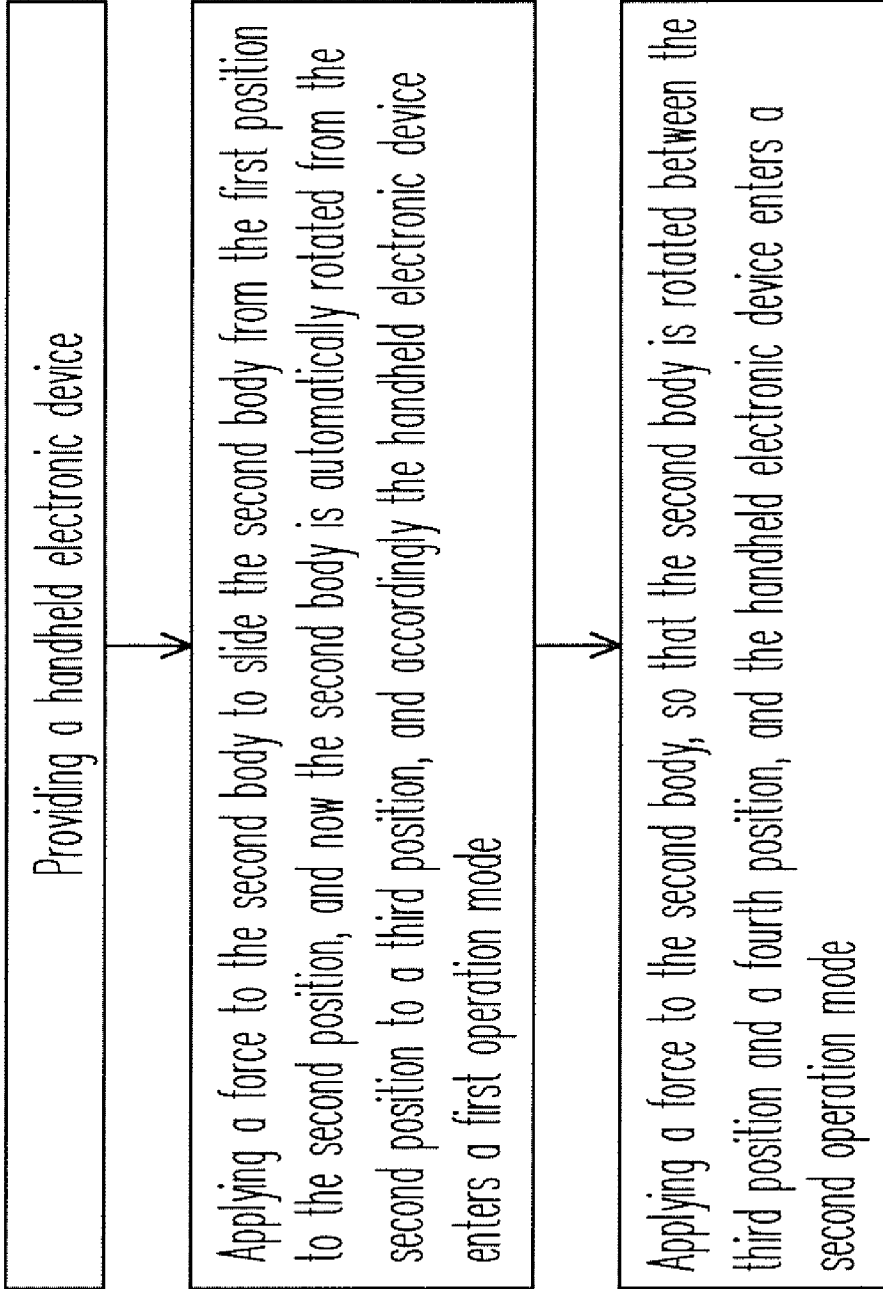 Providing a handheld electronic device
Applying a force to the second body to slide the second body from the first position
to the second position, and now the second body is automatically rotated from the
second position to a third position, and accordingly the handheld electronic device
enters a first operation mode
Applying a force to the second body, so that the second body is rotated between the
third position and a fourth position, and the handheld electronic device enters a
second operation mode